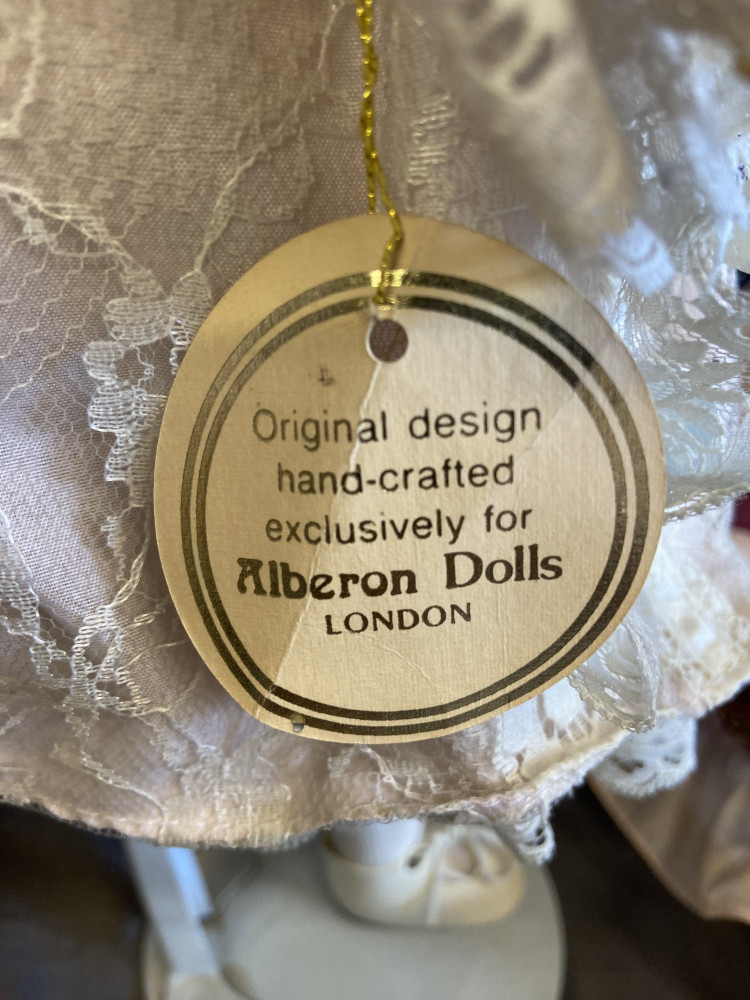 Original design
hand-crafted
exclusively for
Alberon Dolls
LONDON